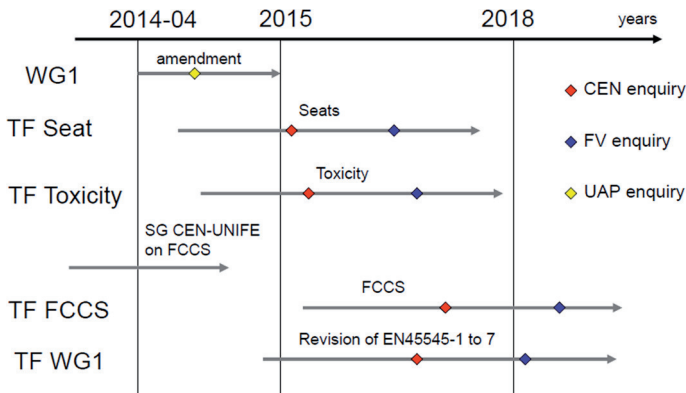 2014-04 2015 2018 years
WG1 amendment
CEN enquiry
TF Seat Seats
FV enquiry
TF Toxicity Toxicity
UAP enquiry
SG CEN-UNIFE
on FCCS
TF FCCS FCCS
TF WG1 Revision of EN45545-1 to 7